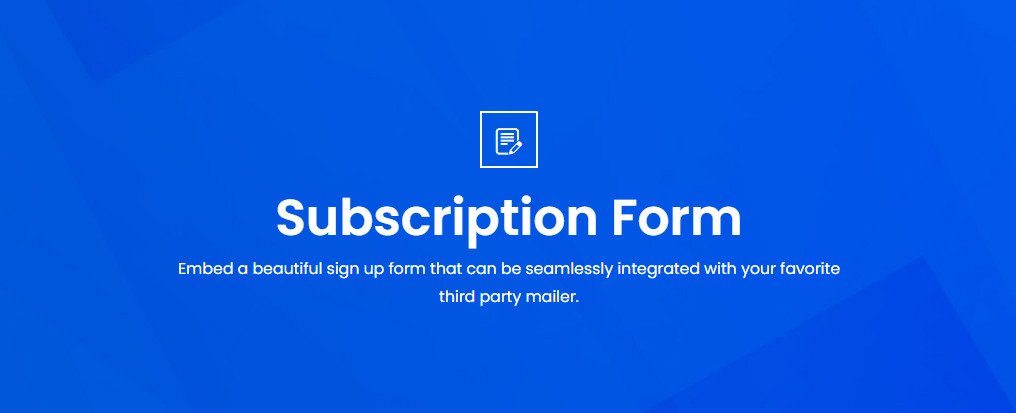 Subscription Form
Embed a beautiful sign up form that can be seamlessly integrated with your favorite
third party mailer.